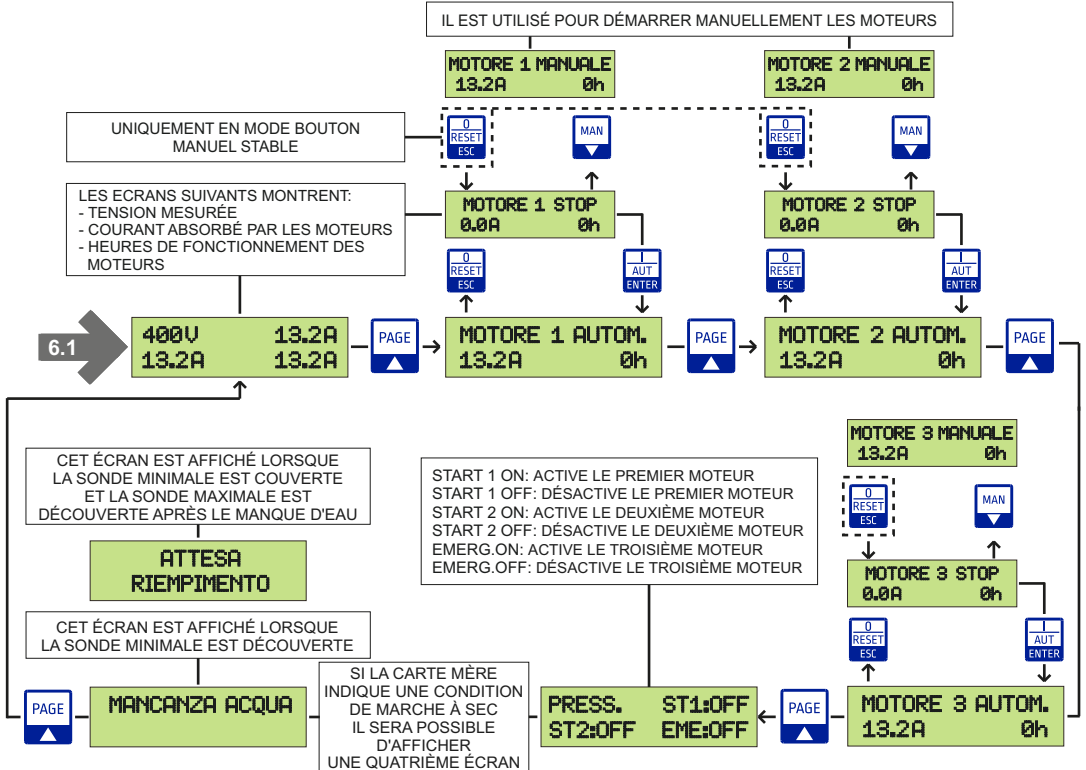 IL EST UTILISÉ POUR DÉMARRER MANUELLEMENT LES MOTEURS
MOTORE 1 MANUALE
13.2A 0h
MOTORE 2 MANUALE
13.2A 0h
UNIQUEMENT EN MODE BOUTON
MANUEL STABLE
0
RESET
ESC
MAN
0
RESET
ESC
MAN
LES ECRANS SUIVANTS MONTRENT:
- TENSION MESURÉE
- COURANT ABSORBÉ PAR LES MOTEURS
- HEURES DE FONCTIONNEMENT DES
MOTEURS
MOTORE 1 STOP
0.0A 0h
MOTORE 2 STOP
0.0A 0h
0
RESET
ESC
I
AUT
ENTER
0
RESET
ESC
I
AUT
ENTER
6.1
400V 13.2A
13.2A 13.2A
PAGE
MOTORE 1 AUTOM.
13.2A 0h
PAGE
MOTORE 2 AUTOM.
13.2A 0h
PAGE
CET ÉCRAN EST AFFICHÉ LORSQUE
LA SONDE MINIMALE EST COUVERTE
ET LA SONDE MAXIMALE EST
DÉCOUVERTE APRÈS LE MANQUE D'EAU
ATTESA
RIEMPIMENTO
START 1 ON: ACTIVE LE PREMIER MOTEUR
START 1 OFF: DÉSACTIVE LE PREMIER MOTEUR
START 2 ON: ACTIVE LE DEUXIÈME MOTEUR
START 2 OFF: DÉSACTIVE LE DEUXIÈME MOTEUR
EMERG.ON: ACTIVE LE TROISIÈME MOTEUR
EMERG.OFF: DÉSACTIVE LE TROISIÈME MOTEUR
MOTORE 3 MANUALE
13.2A 0h
0
RESET
ESC
MAN
MOTORE 3 STOP
0.0A 0h
0
RESET
ESC
I
AUT
ENTER
CET ÉCRAN EST AFFICHÉ LORSQUE
LA SONDE MINIMALE EST DÉCOUVERTE
PAGE
MANCANZA ACQUA
SI LA CARTE MÈRE
INDIQUE UNE CONDITION
DE MARCHE À SEC
IL SERA POSSIBLE
D'AFFICHER
UNE QUATRIÈME ÉCRAN
PRESS. ST1:OFF
ST2:OFF EME:OFF
PAGE
MOTORE 3 AUTOM.
13.2A 0h